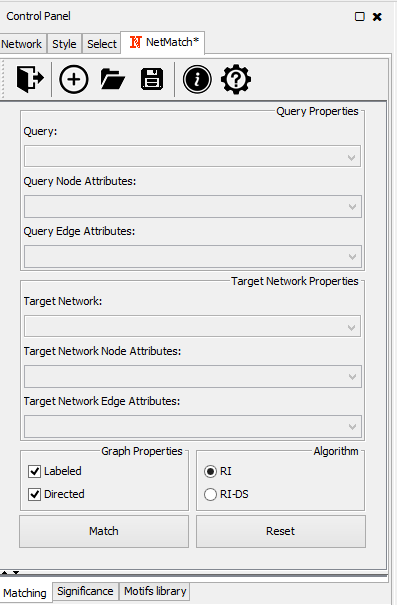 Control Panel
Network Style Select NetMatch*
Query Properties
Query:
Query Node Attributes:
Query Edge Attributes:
Target Network Properties
Target Network:
Target Network Node Attributes:
Target Network Edge Attributes:
Graph Properties Algorithm
Labeled RI
Directed RI-DS
Match Reset
Matching Significance Motifs library